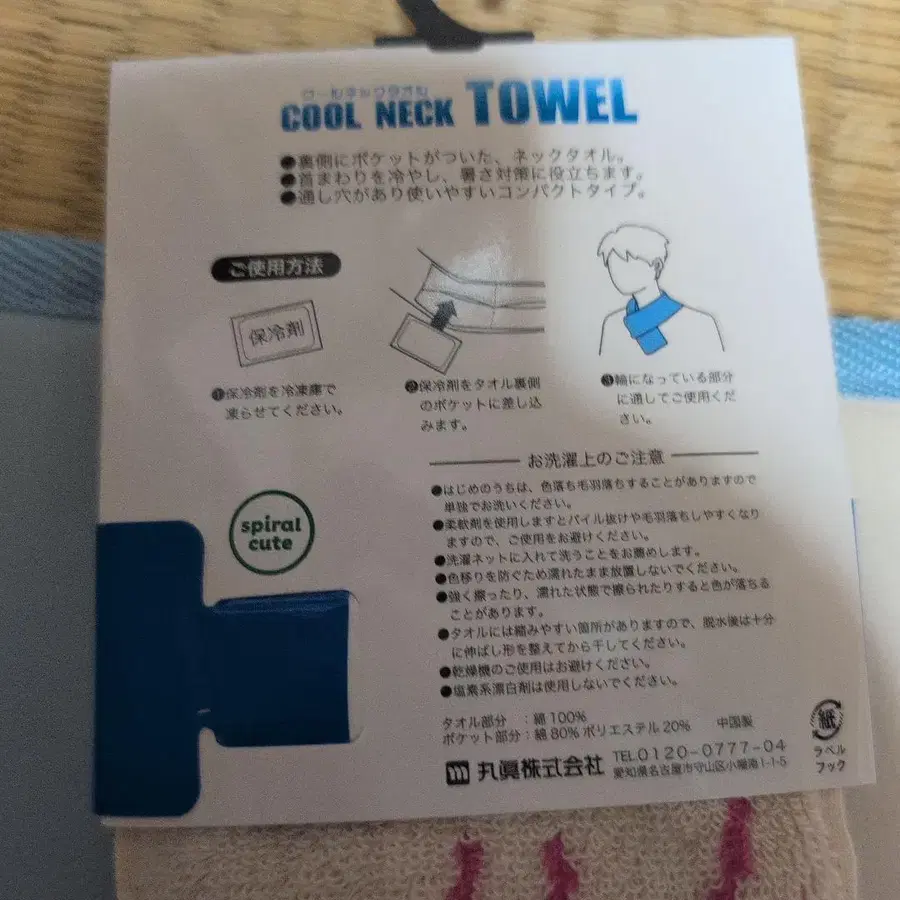 クールネックタオル
COOL NECK TOWEL
●裏側にポケットがついた、ネックタオル。
●首まわりを冷やし、暑さ対策に役立ちます。
●通し穴があり使いやすいコンパクトタイプ。
ご使用方法
保冷剤
❶保冷剤を冷凍庫で
凍らせてください。
❷保冷剤をタオル裏側
のポケットに差し込
みます。
❸輪になっている部分
に通してご使用くだ
さい。
お洗濯上のご注意
●はじめのうちは、色落ち毛羽落ちすることがありますので
単独でお洗いください。
●柔軟剤を使用しますとパイル抜けや毛羽落ちしやすくなり
ますので、ご使用をお避けください。
●洗濯ネットに入れて洗うことをお薦めします。
●色移りを防ぐため濡れたまま放置しないでください。
●強く擦ったり、濡れた状態で擦られたりすると色が落ちる
ことがあります。
●タオルには縮みやすい箇所がありますので、脱水後は十分
に伸ばし形を整えてから干してください。
●乾燥機のご使用はお避けください。
●塩素系漂白剤は使用しないでください。
spiral
cute
タオル部分 :綿100%
ポケット部分:綿80%ポリエステル20% 中国製
丸眞株式会社
TEL0120-0777-04
愛知県名古屋市守山区小幡南1-1-5
紙
ラベル
フック